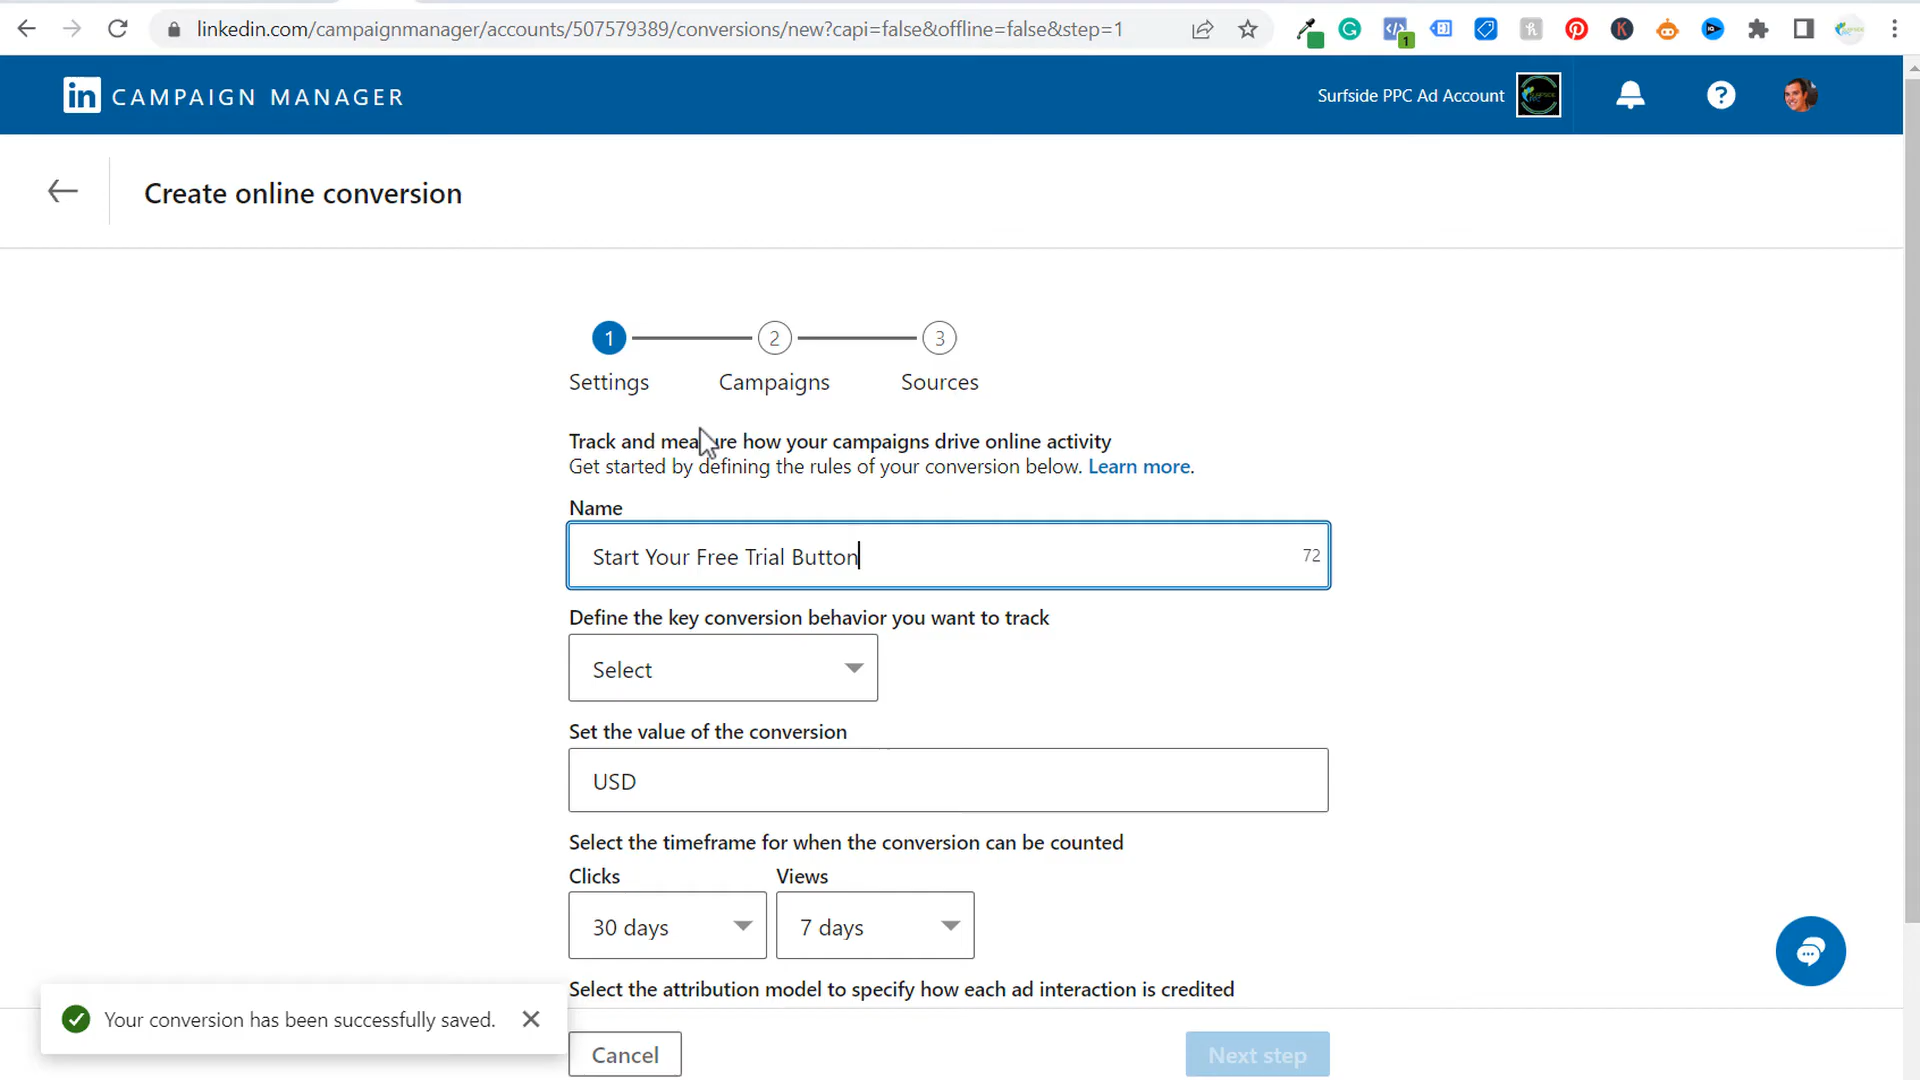 linkedin.com/campaignmanager/accounts/507579389/conversions/new?capi=false&offline=false&step=1
in CAMPAIGN MANAGER
Surfside PPC Ad Account
Create online conversion
1 2 3
Settings Campaigns Sources
Track and measure how your campaigns drive online activity
Get started by defining the rules of your conversion below. Learn more.
Name
Start Your Free Trial Button 72
Define the key conversion behavior you want to track
Select
Set the value of the conversion
USD
Select the timeframe for when the conversion can be counted
Clicks Views
30 days 7 days
Select the attribution model to specify how each ad interaction is credited
Your conversion has been successfully saved.
Cancel Next step